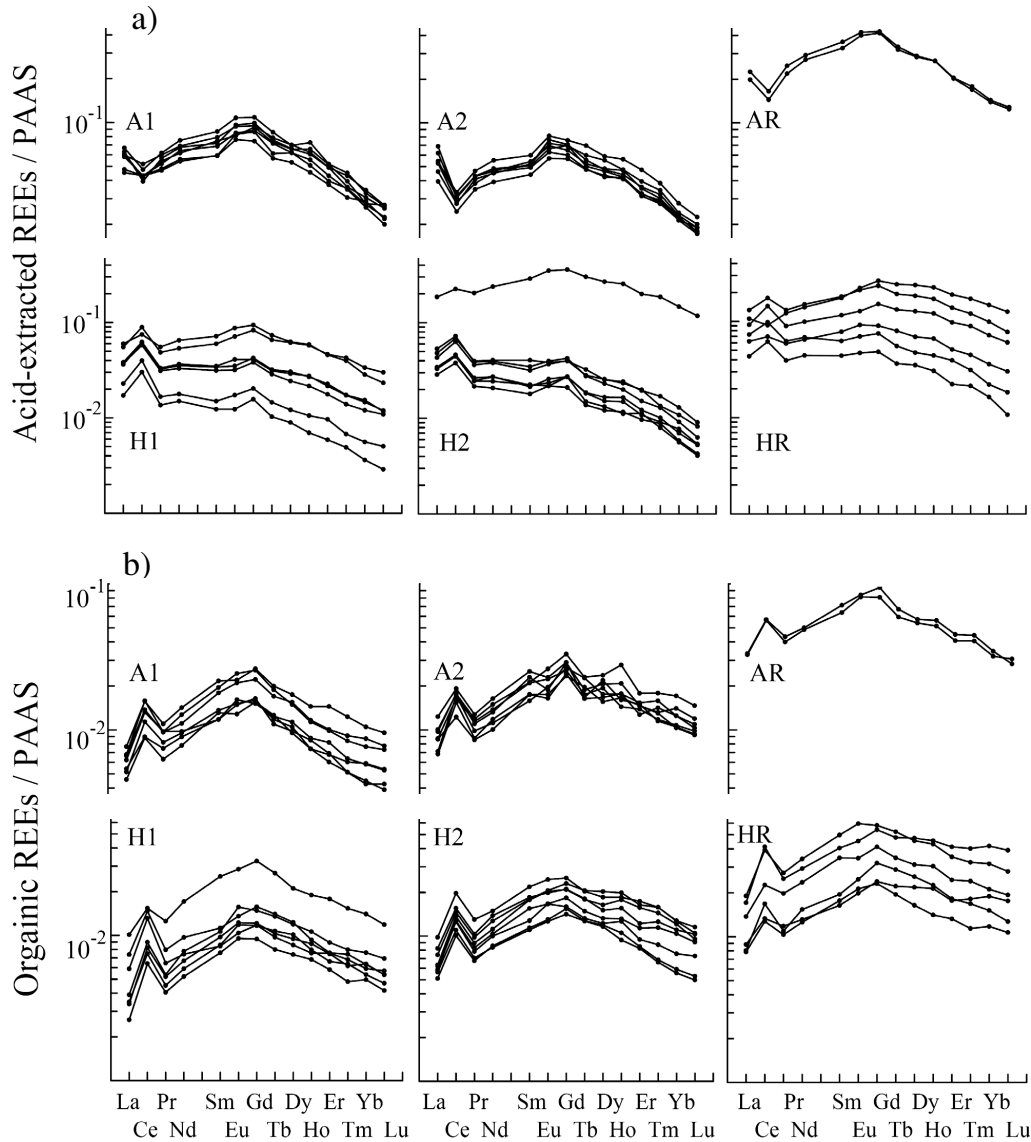 a)
Acid-extracted REEs / PAAS
A1
A2
AR
10-1
10-1
10-2
H1
H2
HR
b)
Orgainic REEs / PAAS
10-1
A1
A2
AR
10-2
H1
H2
HR
10-2
La Pr Sm Gd Dy Er Yb La Pr Sm Gd Dy Er Yb La Pr Sm Gd Dy Er Yb
Ce Nd Eu Tb Ho Tm Lu Ce Nd Eu Tb Ho Tm Lu Ce Nd Eu Tb Ho Tm Lu